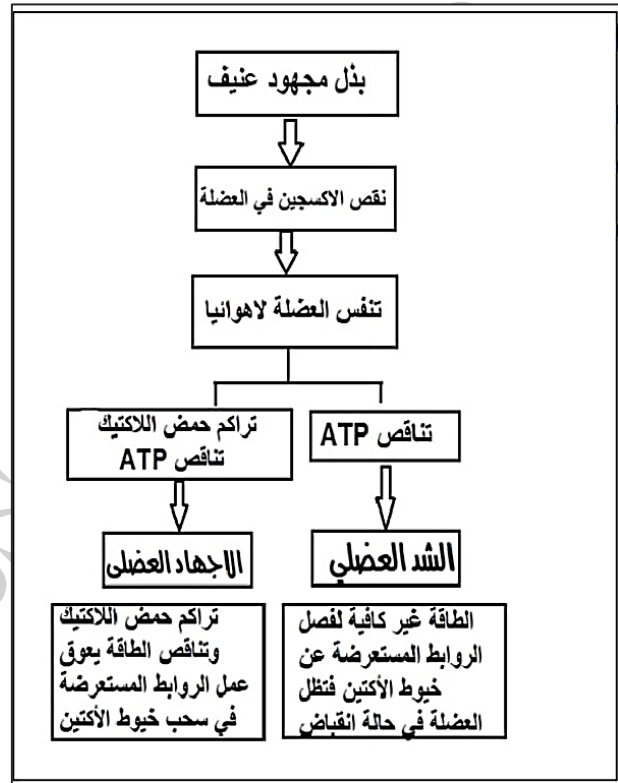 بذل مجهود عنيف
نقص الاكسجين في العضلة
تنفس العضلة لاهوائيا
تناقص ATP
تراكم حمض اللاكتيك
تناقص ATP
الشد العضلي
الاجهاد العضلى
الطاقة غير كافية لفصل
الروابط المستعرضة عن
خيوط الأكتين فتظل
العضلة في حالة انقباض
تراكم حمض اللاكتيك
وتناقص الطاقة يعوق
عمل الروابط المستعرضة
في سحب خيوط الأكتين